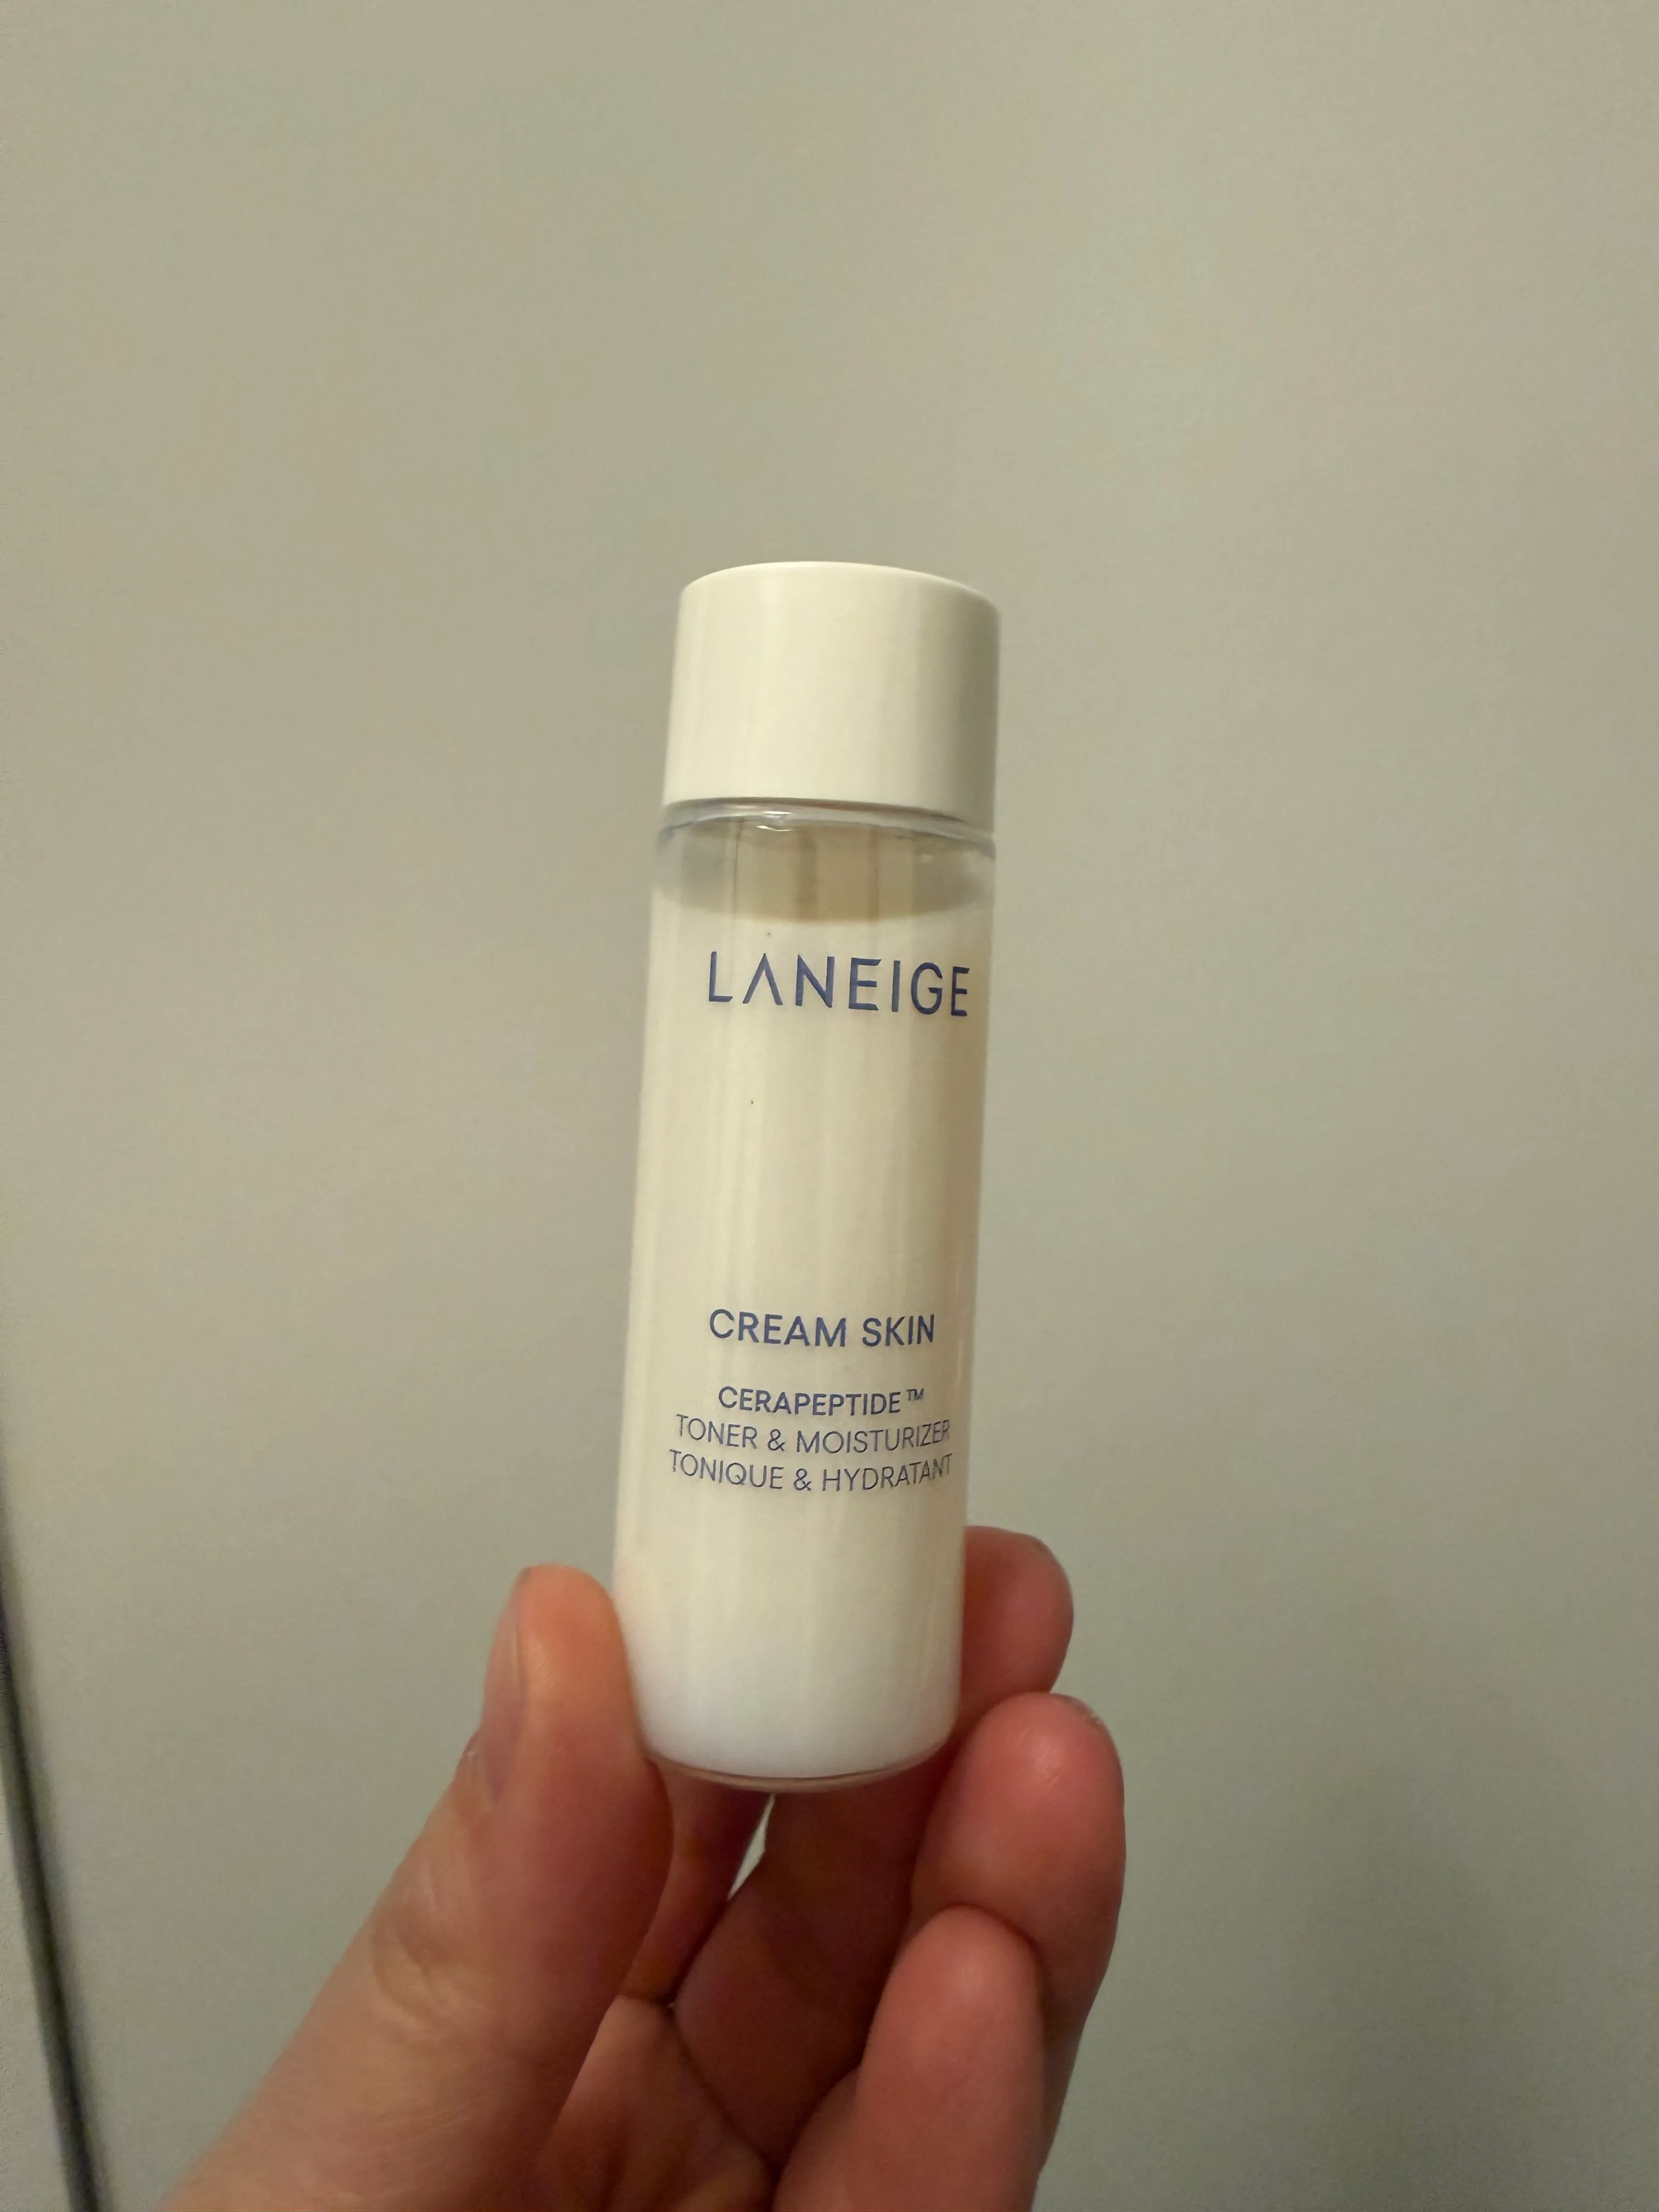 LANEIGE
CREAM SKIN
CERAPEPTIDE™
TONER & MOISTURIZER
TONIQUE & HYDRATANT